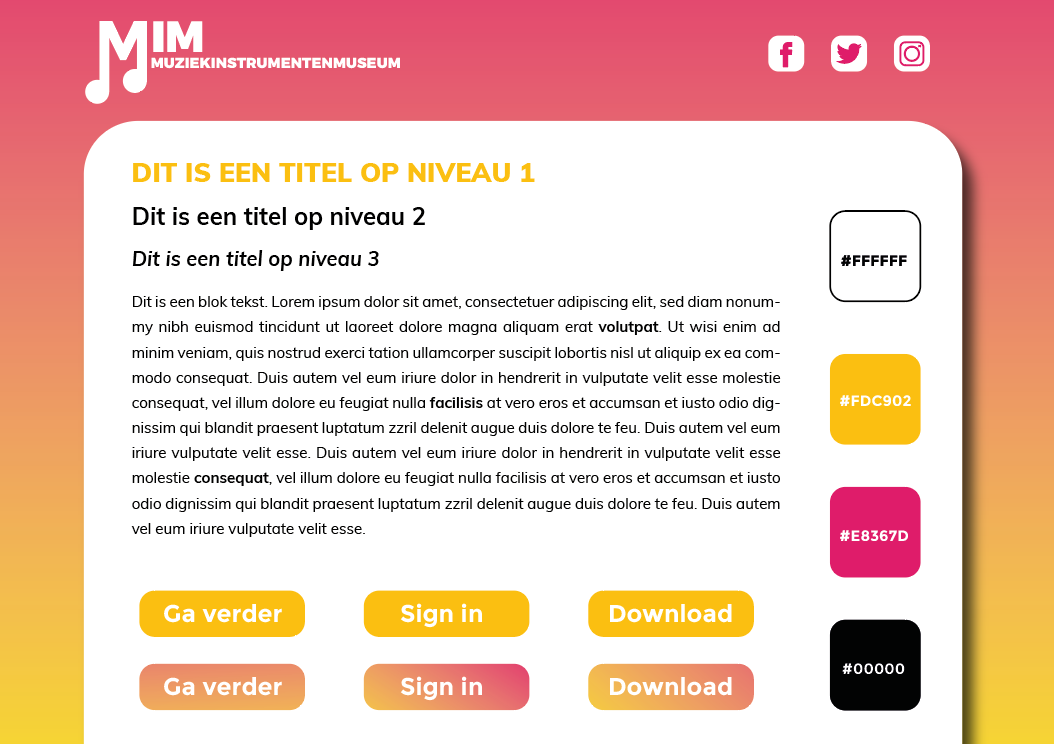 MIM
MUZIEKINSTRUMENTENMUSEUM
DIT IS EEN TITEL OP NIVEAU 1
Dit is een titel op niveau 2
Dit is een titel op niveau 3
Dit is een blok tekst. Lorem ipsum dolor sit amet, consectetuer adipiscing elit, sed diam nonum-
my nibh euismod tincidunt ut laoreet dolore magna aliquam erat volutpat. Ut wisi enim ad
minim veniam, quis nostrud exerci tation ullamcorper suscipit lobortis nisl ut aliquip ex ea com-
modo consequat. Duis autem vel eum iriure dolor in hendrerit in vulputate velit esse molestie
consequat, vel illum dolore eu feugiat nulla facilisis at vero eros et accumsan et iusto odio dig-
nissim qui blandit praesent luptatum zzril delenit augue duis dolore te feu. Duis autem vel eum
iriure vulputate velit esse. Duis autem vel eum iriure dolor in hendrerit in vulputate velit esse
molestie consequat, vel illum dolore eu feugiat nulla facilisis at vero eros et accumsan et iusto
odio dignissim qui blandit praesent luptatum zzril delenit augue duis dolore te feu. Duis autem
vel eum iriure vulputate velit esse.
#FFFFFF
#FDC902
#E8367D
#00000
Ga verder
Sign in
Download
Ga verder
Sign in
Download